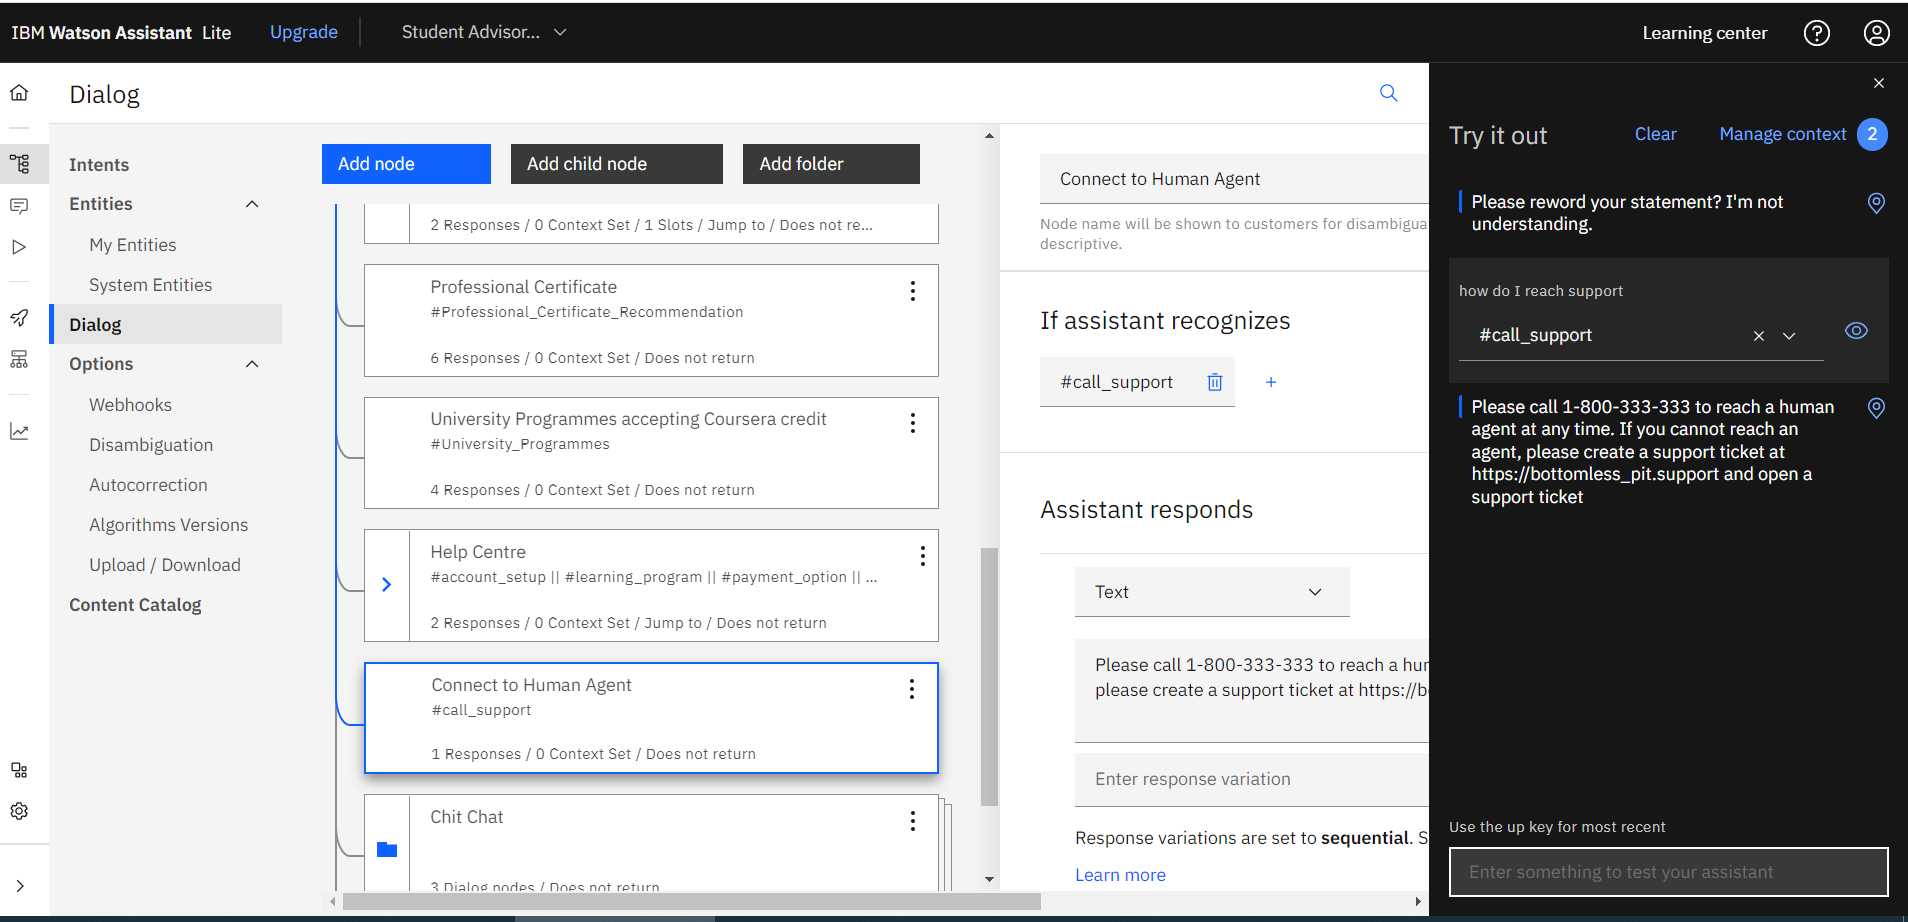 IBM Watson Assistant Lite
Upgrade
Student Advisor...
Learning center
Dialog
Intents
Entities
My Entities
System Entities
Dialog
Options
Webhooks
Disambiguation
Autocorrection
Algorithms Versions
Upload / Download
Content Catalog
Add node
Add child node
Add folder
2 Responses / 0 Context Set / 1 Slots / Jump to / Does not re...
Professional Certificate
#Professional_Certificate_Recommendation
6 Responses / 0 Context Set / Does not return
University Programmes accepting Coursera credit
#University_Programmes
4 Responses / 0 Context Set / Does not return
Help Centre
#account_setup || #learning_program || #payment_option || ...
2 Responses / 0 Context Set / Jump to / Does not return
Connect to Human Agent
#call_support
1 Responses / 0 Context Set / Does not return
Chit Chat
3 Dialog nodes / Does not return
Connect to Human Agent
Node name will be shown to customers for disambigua
descriptive.
If assistant recognizes
#call_support
Assistant responds
Text
Please call 1-800-333-333 to reach a hur
please create a support ticket at https://b
Enter response variation
Response variations are set to sequential. S
Learn more
Try it out
Clear
Manage context 2
Please reword your statement? I'm not
understanding.
how do I reach support
#call_support
Please call 1-800-333-333 to reach a human
agent at any time. If you cannot reach an
agent, please create a support ticket at
https://bottomless_pit.support and open a
support ticket
Use the up key for most recent
Enter something to test your assistant